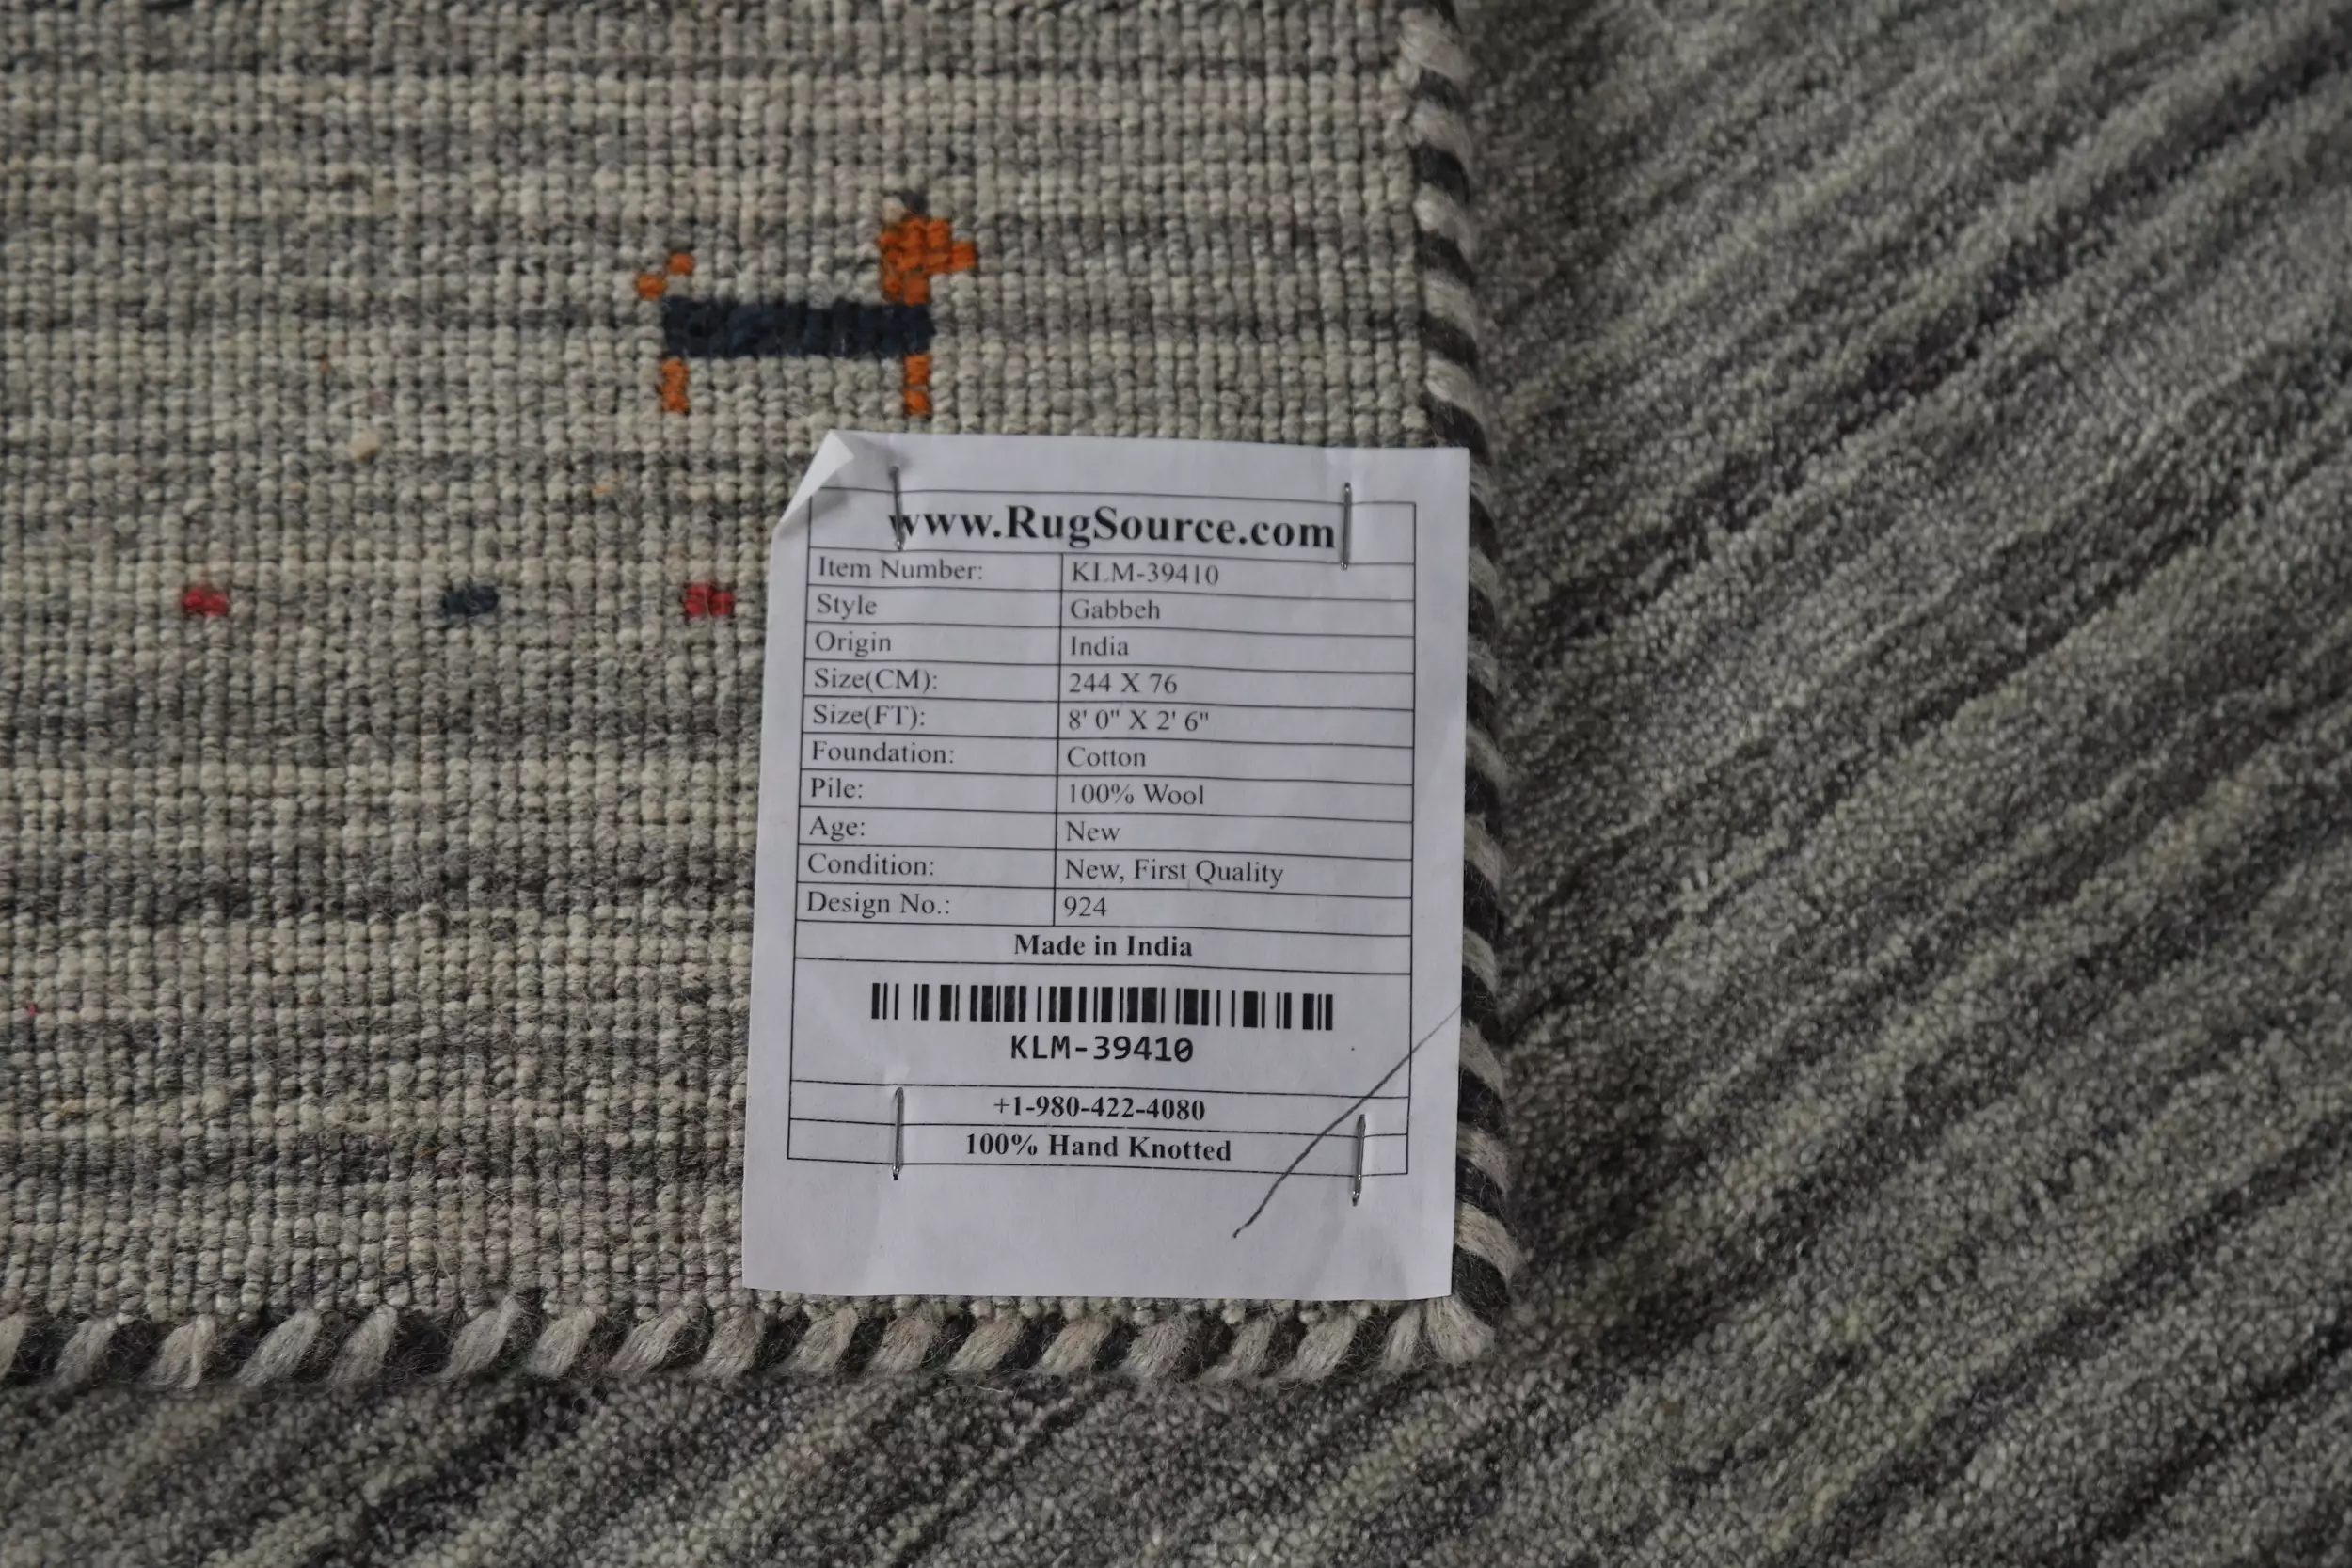 www.RugSource.com
Item Number: KLM-39410
Style Gabbeh
Origin India
Size(CM): 244 X 76
Size(FT): 8' 0" X 2' 6"
Foundation: Cotton
Pile: 100% Wool
Age: New
Condition: New, First Quality
Design No.: 924
Made in India
KLM-39410
+1-980-422-4080
100% Hand Knotted